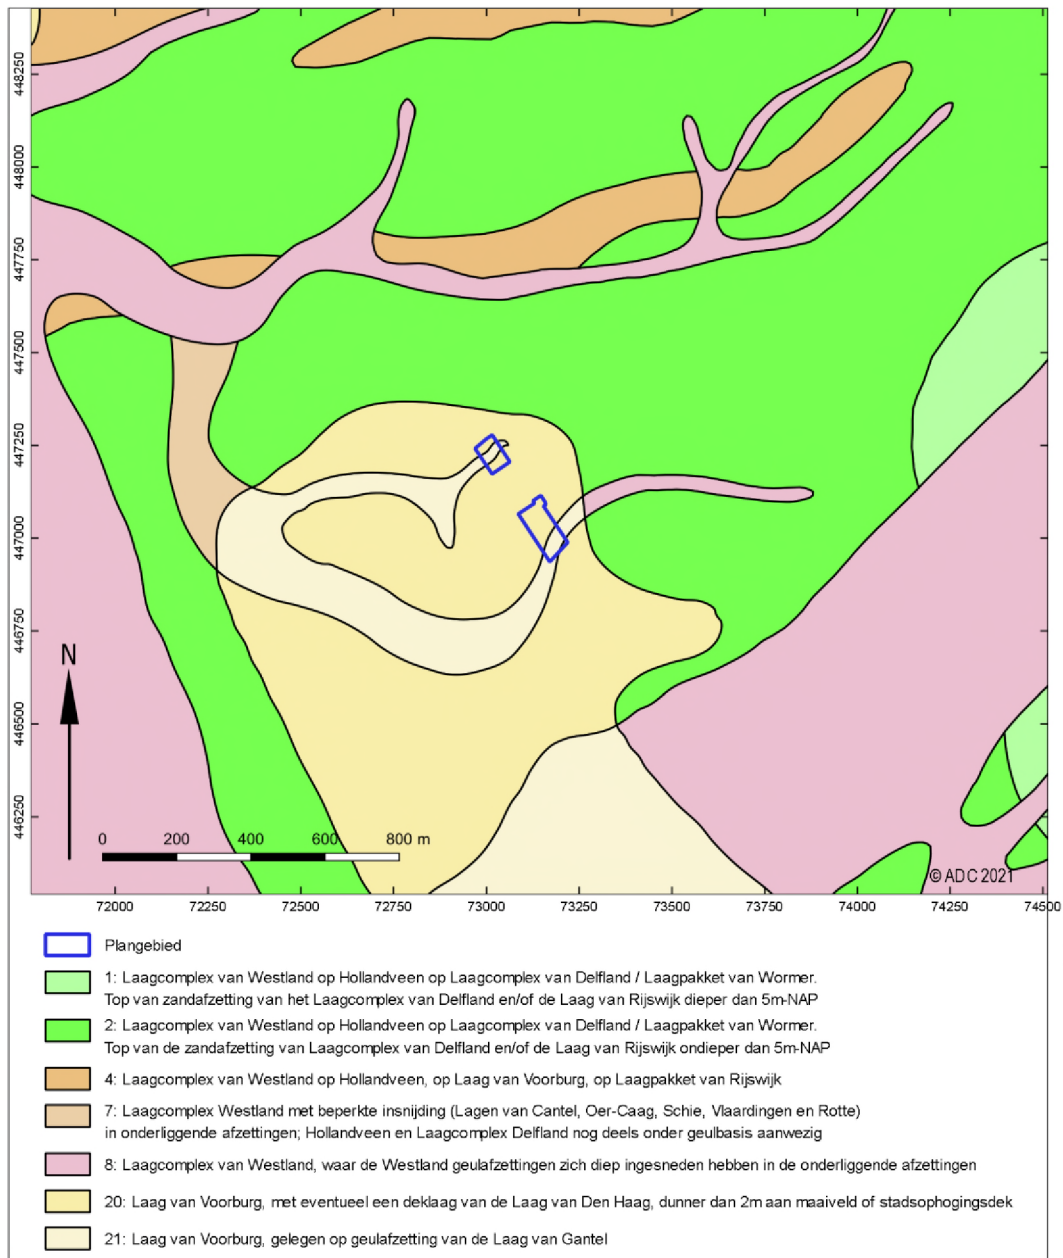 448250
448000
447750
447500
447250
447000
446750
446500
446250
N
0 200 400 600 800 m
© ADC 2021
72000 72250 72500 72750 73000 73250 73500 73750 74000 74250 74500
Plangebied
1: Laagcomplex van Westland op Hollandveen op Laagcomplex van Delfland / Laagpakket van Wormer.
Top van zandafzetting van het Laagcomplex van Delfland en/of de Laag van Rijswijk dieper dan 5m-NAP
2: Laagcomplex van Westland op Hollandveen op Laagcomplex van Delfland / Laagpakket van Wormer.
Top van de zandafzetting van Laagcomplex van Delfland en/of de Laag van Rijswijk ondieper dan 5m-NAP
4: Laagcomplex van Westland op Hollandveen, op Laag van Voorburg, op Laagpakket van Rijswijk
7: Laagcomplex Westland met beperkte insnijding (Lagen van Cantel, Oer-Caag, Schie, Vlaardingen en Rotte)
in onderliggende afzettingen; Hollandveen en Laagcomplex Delfland nog deels onder geulbasis aanwezig
8: Laagcomplex van Westland, waar de Westland geulafzettingen zich diep ingesneden hebben in de onderliggende afzettingen
20: Laag van Voorburg, met eventueel een deklaag van de Laag van Den Haag, dunner dan 2m aan maaiveld of stadsophogingsdek
21: Laag van Voorburg, gelegen op geulafzetting van de Laag van Gantel